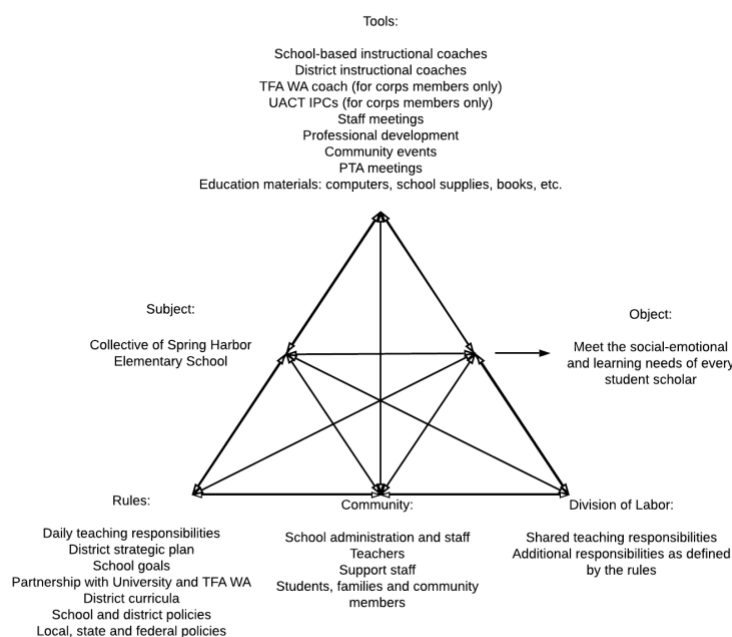 Tools:
School-based instructional coaches
District instructional coaches
TFA WA coach (for corps members only)
UACT IPCs (for corps members only)
Staff meetings
Professional development
Community events
PTA meetings
Education materials: computers, school supplies, books, etc.
Subject:
Collective of Spring Harbor
Elementary School
Object:
Meet the social-emotional
and learning needs of every
student scholar
Rules:
Daily teaching responsibilities
District strategic plan
School goals
Partnership with University and TFA WA
District curricula
School and district policies
Local, state and federal policies
Community:
School administration and staff
Teachers
Support staff
Students, families and community
members
Division of Labor:
Shared teaching responsibilities
Additional responsibilities as defined
by the rules